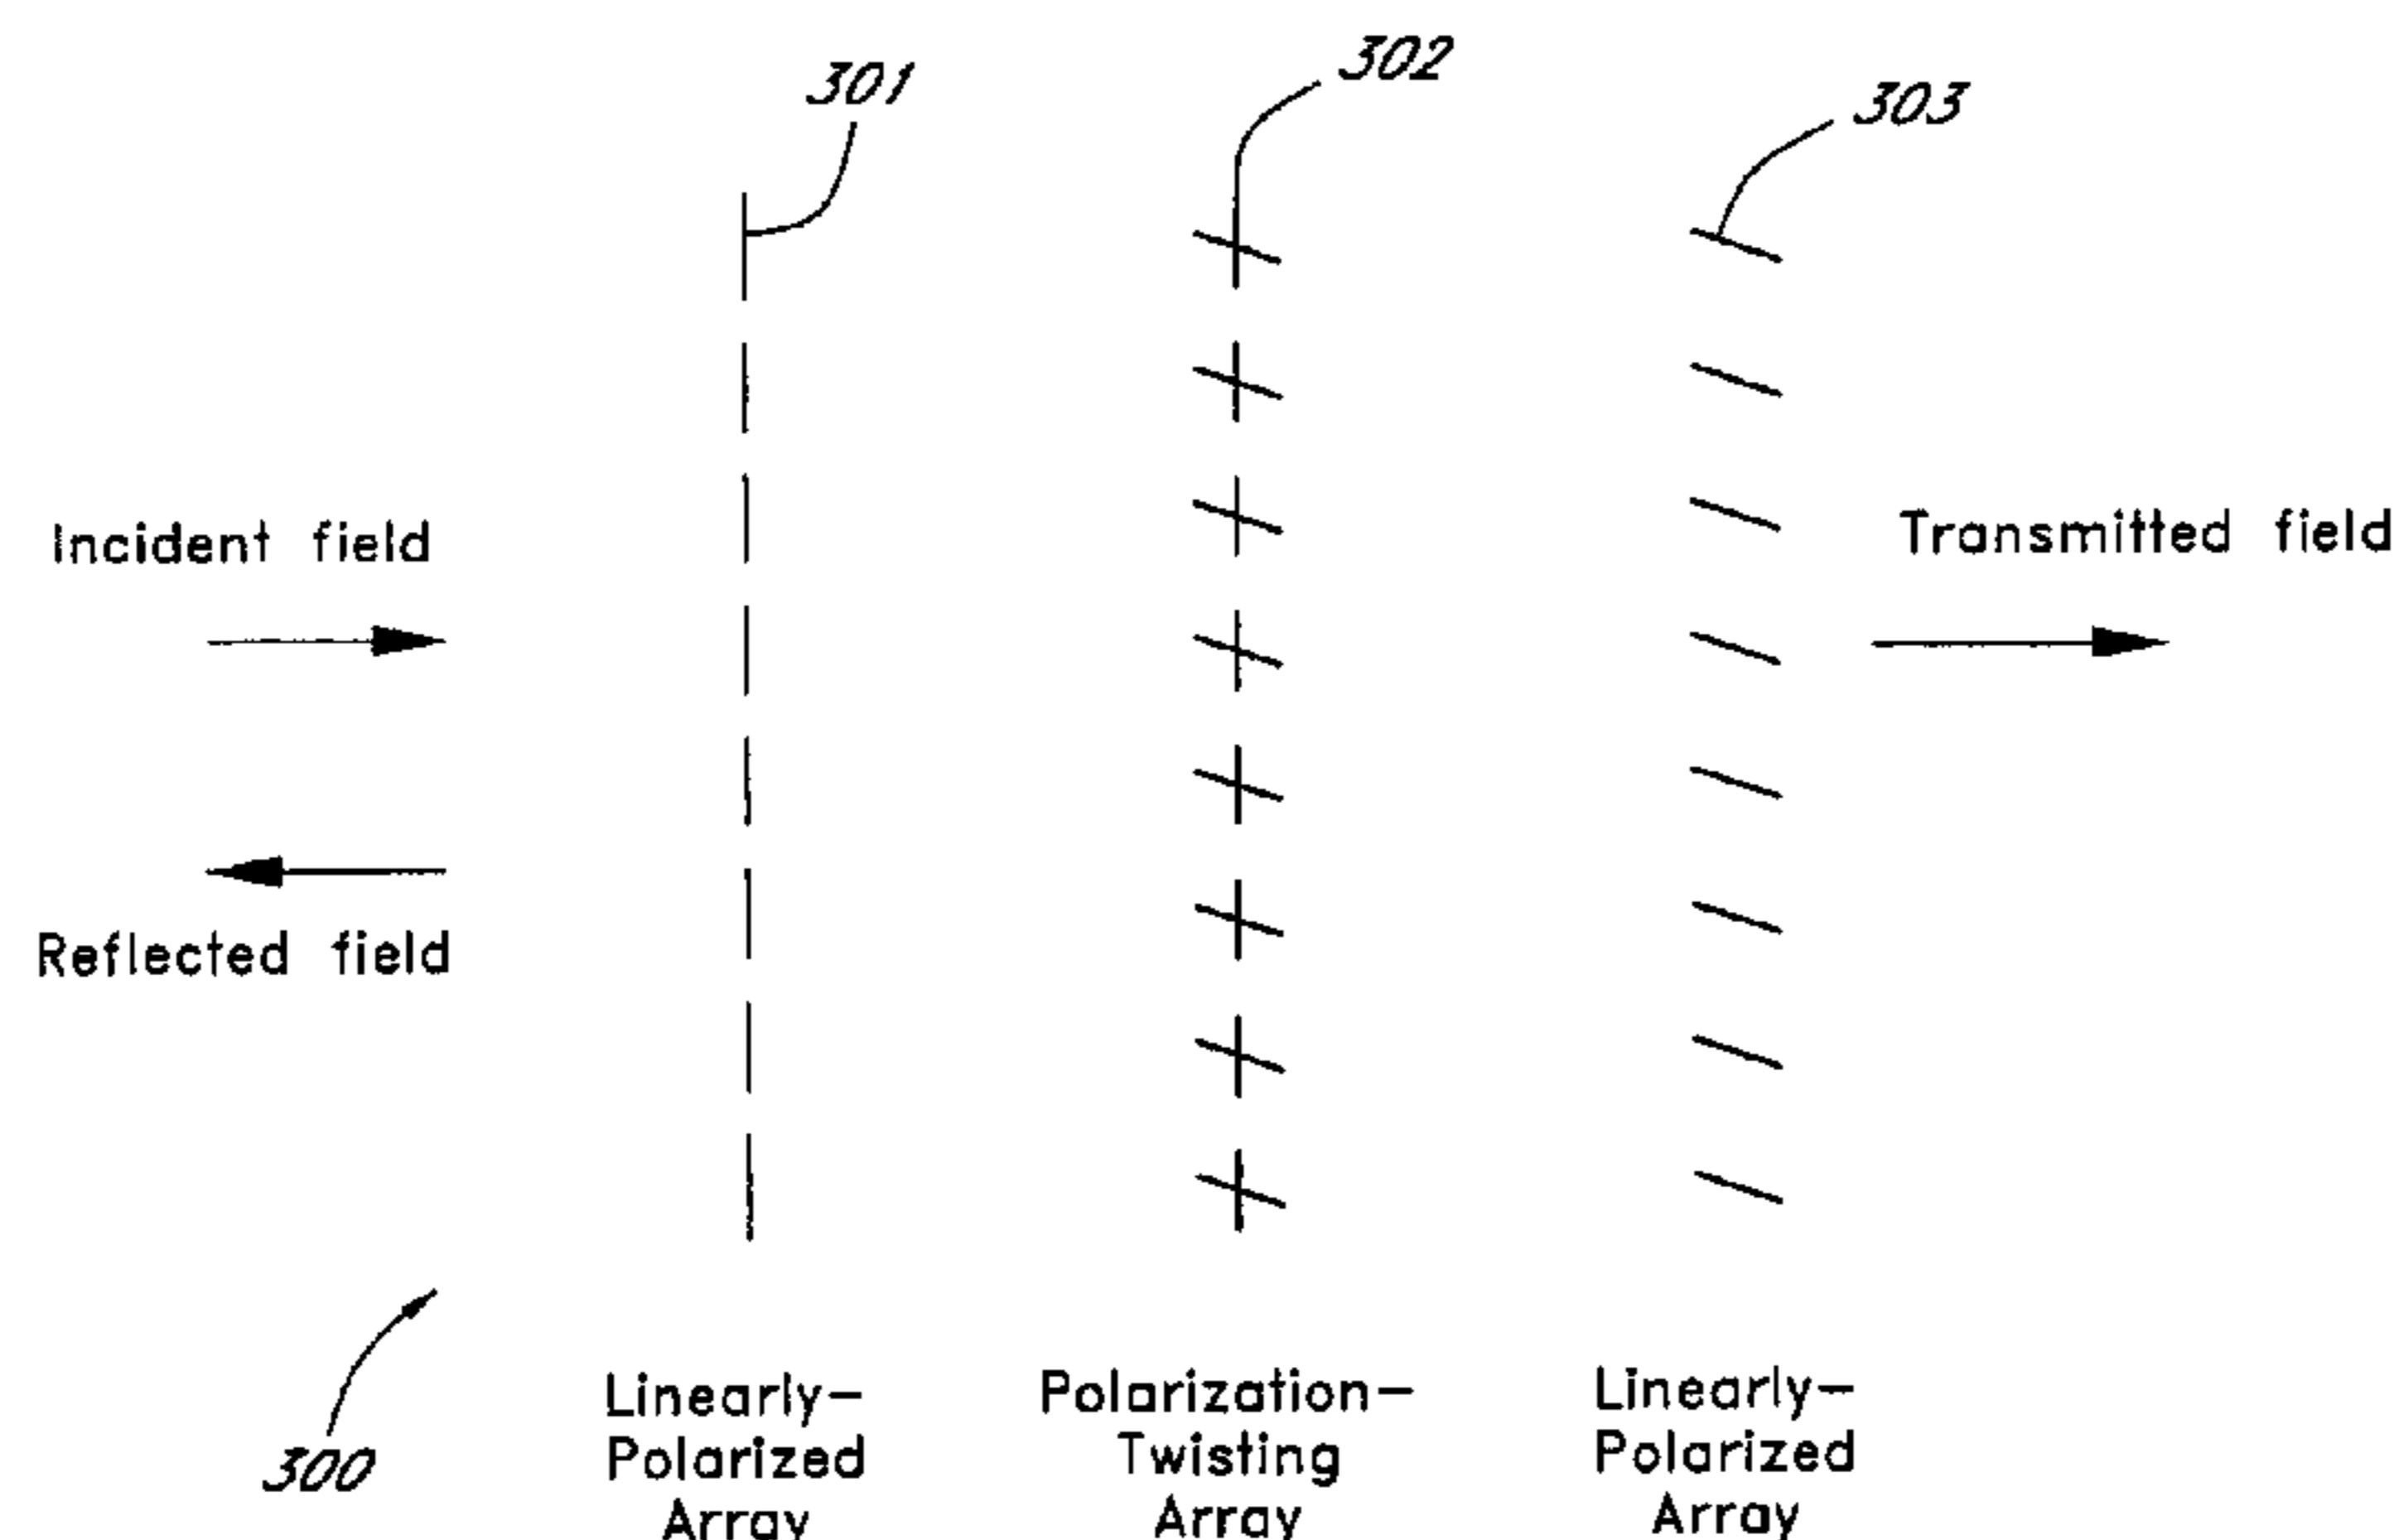 301
302
303
Incident field
Transmitted field
Reflected field
300
Linearly-
Polarized
Array
Polarization-
Twisting
Array
Linearly-
Polarized
Array